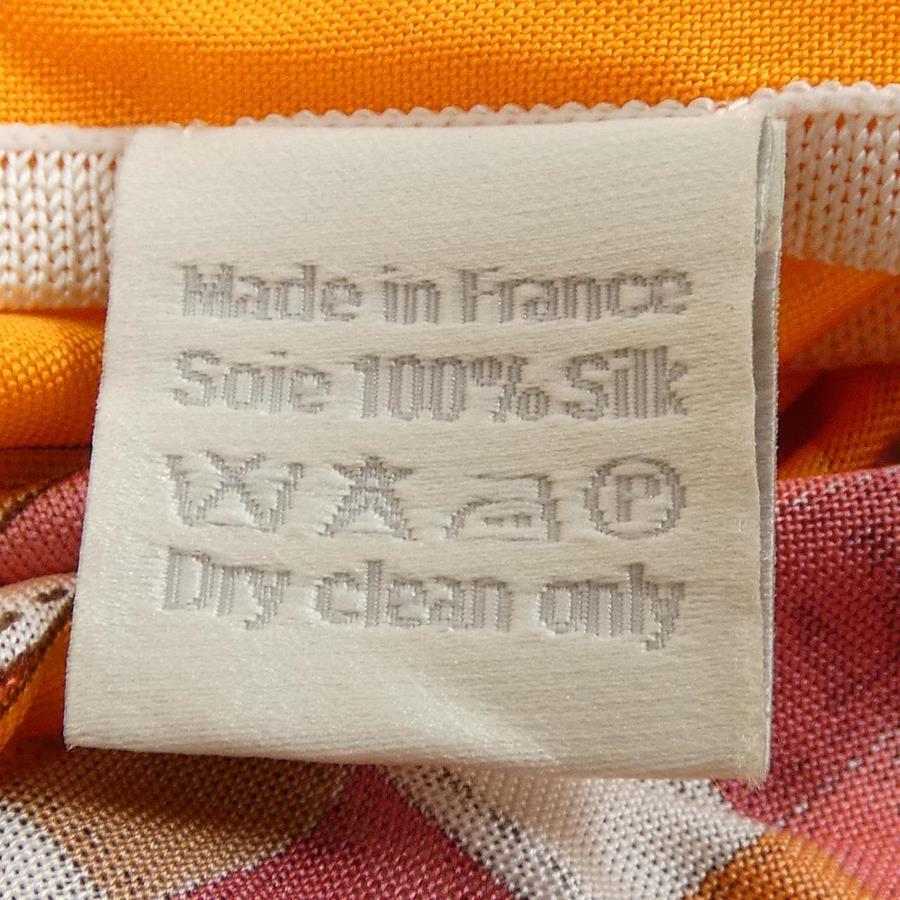 Made in France
Soie 100% Silk
P
Dry clean only